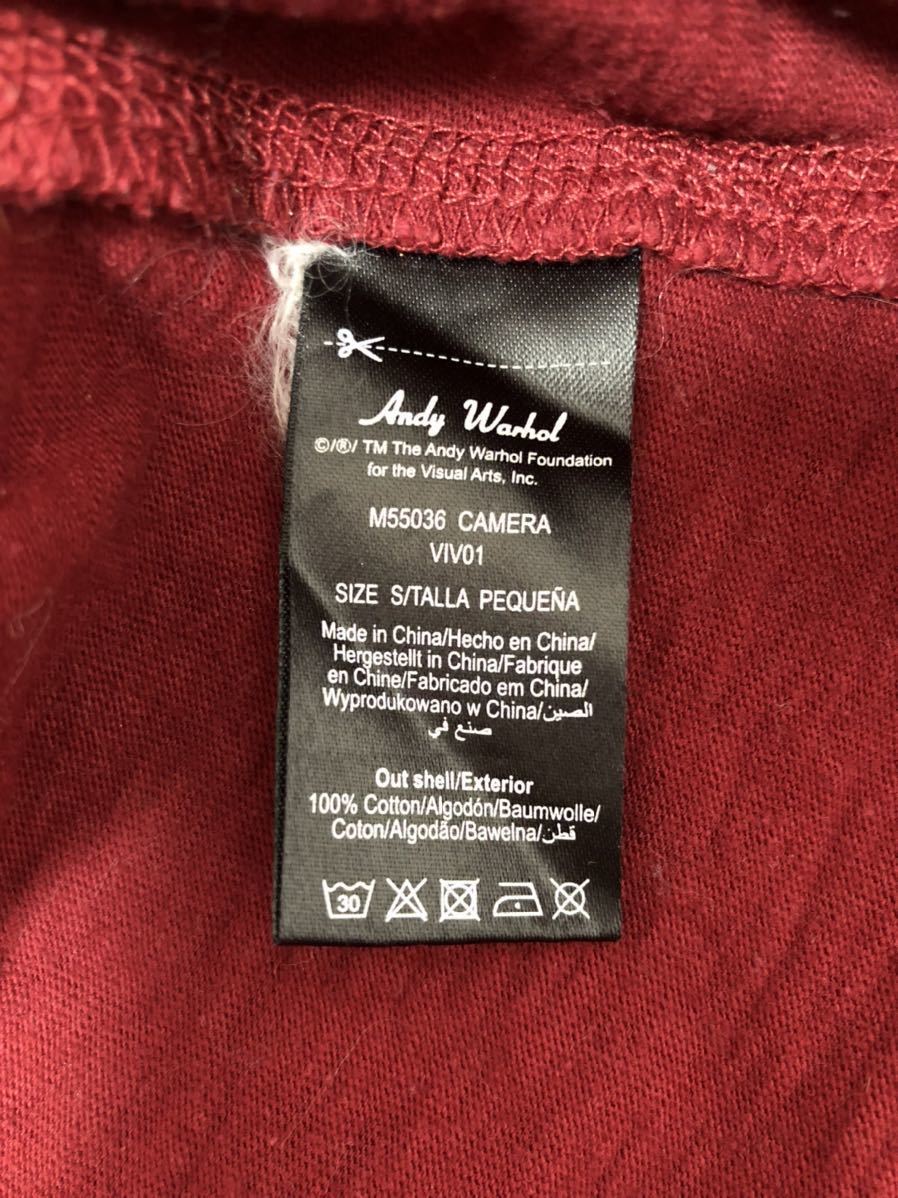 Andy Warhol
©/®/ TM The Andy Warhol Foundation
for the Visual Arts, Inc.
M55036 CAMERA
VIV01
SIZE S/TALLA PEQUEÑA
Made in China/Hecho en China/
Hergestellt in China/Fabrique
en Chine/Fabricado em China/
Wyprodukowano w China/الصين
صنع في
Out shell/Exterior
100% Cotton/Algodón/Baumwolle/
Coton/Algodão/Bawelna/قطن
30